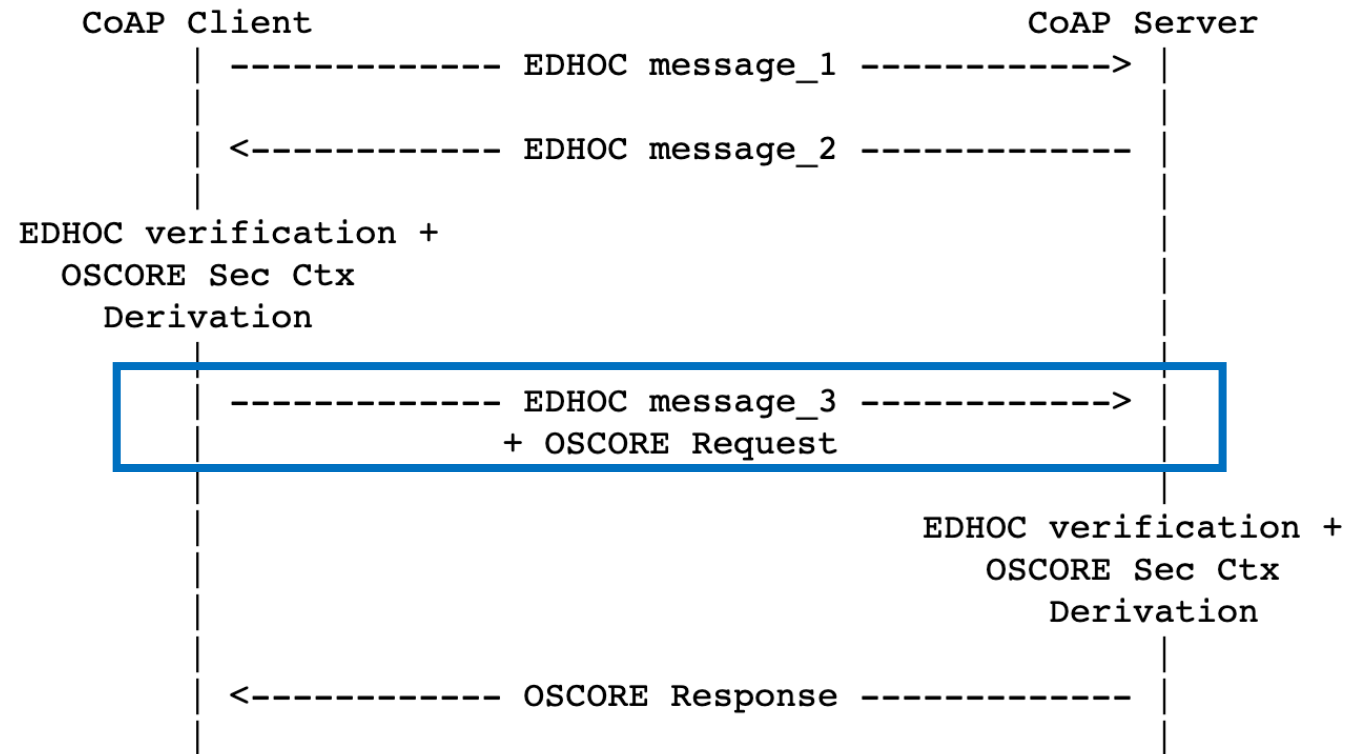 CoAP Client CoAP Server
| ------------- EDHOC message_1 ------------> |
| <------------ EDHOC message_2 ------------- |
EDHOC verification +
OSCORE Sec Ctx
Derivation
| ------------- EDHOC message_3 ------------> |
+ OSCORE Request
EDHOC verification +
OSCORE Sec Ctx
Derivation
| <------------ OSCORE Response ------------- |